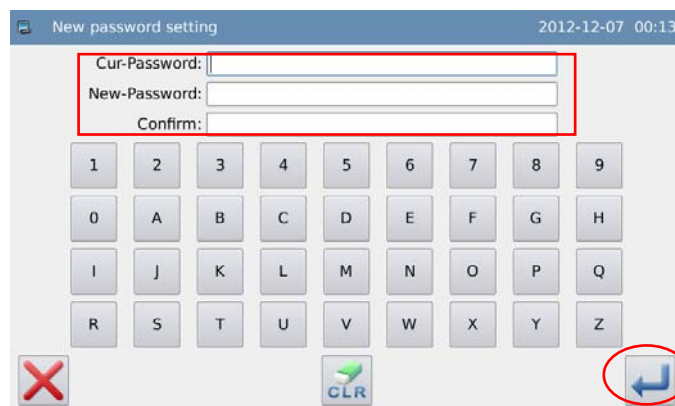 New password setting 2012-12-07 00:13
Cur-Password:
New-Password:
Confirm:
1 2 3 4 5 6 7 8 9
0 A B C D E F G H
I J K L M N O P Q
R S T U V W X Y Z
CLR